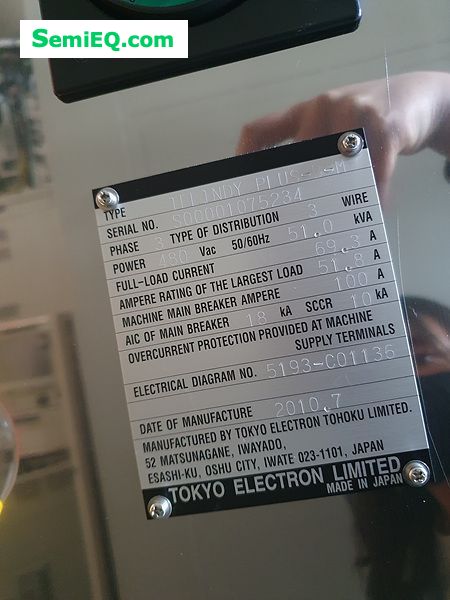 SemiEQ.com
TYPE TELINDY PLUS- -M
SERIAL NO. S00001075234
PHASE 3 TYPE OF DISTRIBUTION 3 WIRE
POWER 480 Vac 50/60Hz 51.0 kVA
FULL-LOAD CURRENT 69.3 A
AMPERE RATING OF THE LARGEST LOAD 51.8 A
MACHINE MAIN BREAKER AMPERE 100 A
AIC OF MAIN BREAKER 18 kA SCCR 10 kA
OVERCURRENT PROTECTION PROVIDED AT MACHINE
SUPPLY TERMINALS
ELECTRICAL DIAGRAM NO. 5193-C01136
DATE OF MANUFACTURE 2010.7
MANUFACTURED BY TOKYO ELECTRON TOHOKU LIMITED.
52 MATSUNAGANE, IWAYADO,
ESASHI-KU, OSHU CITY, IWATE 023-1101, JAPAN
TOKYO ELECTRON LIMITED
MADE IN JAPAN